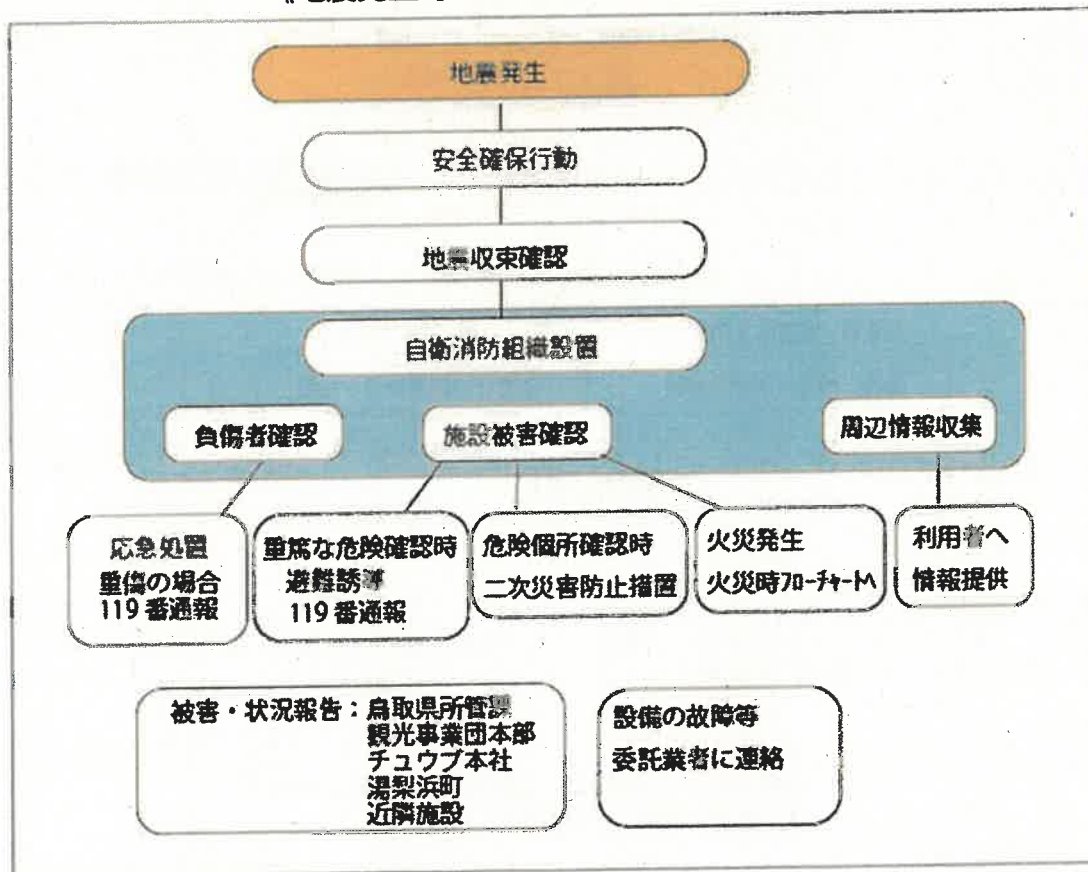 地震発生
安全確保行動
地震収束確認
自衛消防組織設置
負傷者確認
施設被害確認
周辺情報収集
応急処置
重傷の場合
119番通報
重篤な危険確認時
避難誘導
119番通報
危険個所確認時
二次災害防止措置
火災発生
火災時フローチャートへ
利用者へ
情報提供
被害・状況報告：鳥取県所管課
観光事業団本部
チュウブ本社
湯梨浜町
近隣施設
設備の故障等
委託業者に連絡